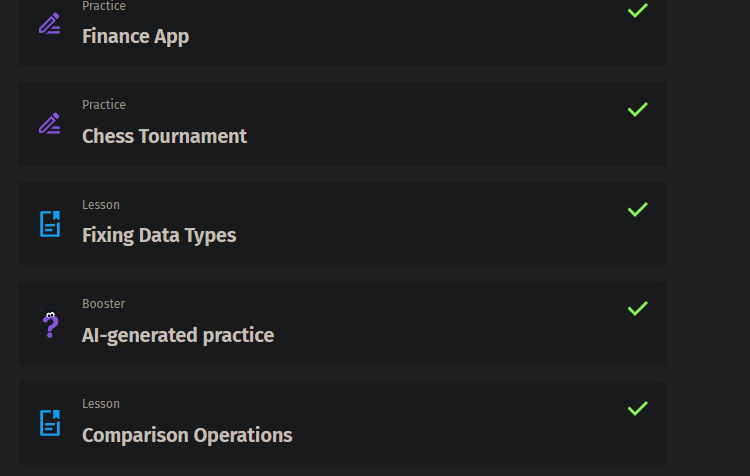 Practice
Finance App
Practice
Chess Tournament
Lesson
Fixing Data Types
Booster
AI-generated practice
Lesson
Comparison Operations